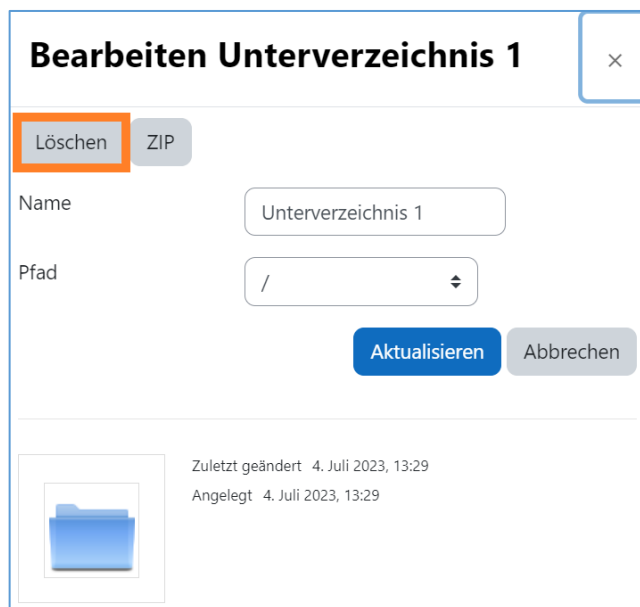 Bearbeiten Unterverzeichnis 1 ×
Löschen ZIP
Name Unterverzeichnis 1
Pfad /
Aktualisieren Abbrechen
Zuletzt geändert 4. Juli 2023, 13:29
Angelegt 4. Juli 2023, 13:29